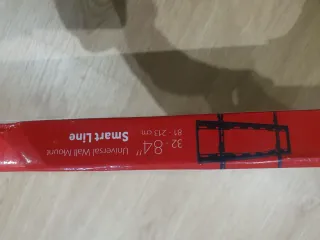 Smart Line
Universal Wall Mount
32 - 84"
81 - 213 cm